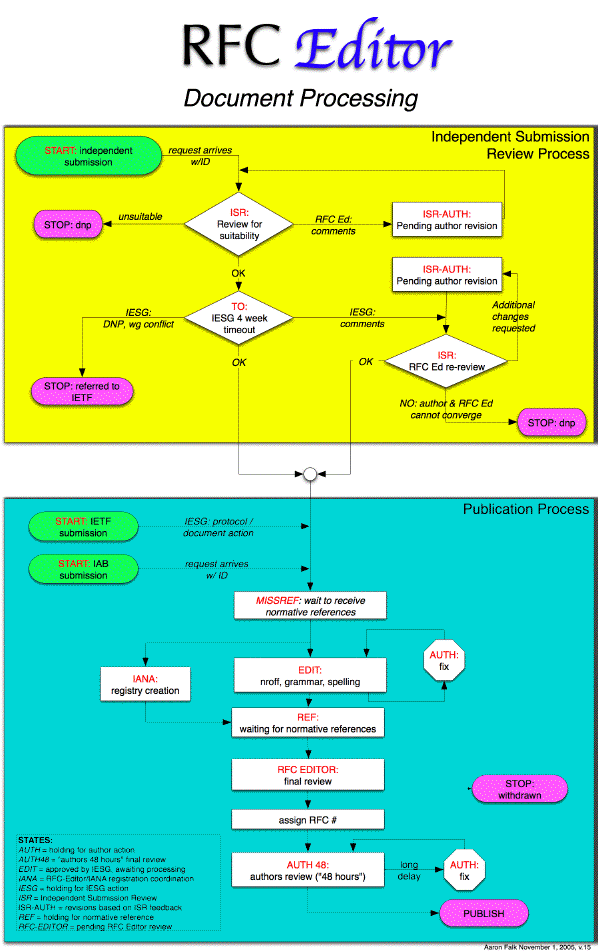 RFC Editor
Document Processing
Independent Submission
Review Process
START: independent
submission
request arrives
w/ID
ISR:
Review for
suitability
unsuitable
STOP: dnp
RFC Ed:
comments
ISR-AUTH:
Pending author revision
OK
ISR-AUTH:
Pending author revision
IESG:
DNP, wg conflict
TO:
IESG 4 week
timeout
IESG:
comments
Additional
changes
requested
OK
OK
ISR:
RFC Ed re-review
STOP: referred to
IETF
NO: author & RFC Ed
cannot converge
STOP: dnp
Publication Process
START: IETF
submission
IESG: protocol /
document action
START: IAB
submission
request arrives
w/ ID
MISSREF: wait to receive
normative references
IANA:
registry creation
EDIT:
nroff, grammar, spelling
AUTH:
fix
REF:
waiting for normative references
RFC EDITOR:
final review
STOP:
withdrawn
assign RFC #
AUTH 48:
authors review ("48 hours")
long
delay
AUTH:
fix
PUBLISH
STATES:
AUTH = holding for author action
AUTH48 = "authors 48 hours" final review
EDIT = approved by IESG, awaiting processing
IANA = RFC-Editor/IANA registration coordination
IESG = holding for IESG action
ISR = Independent Submission Review
ISR-AUTH = revisions based on ISR feedback
REF = holding for normative reference
RFC-EDITOR = pending RFC Editor review
Aaron Falk November 1, 2005, v.15